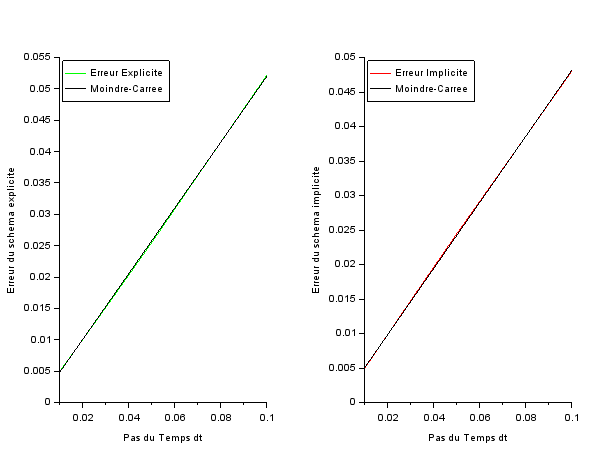 0.055
0.05
0.045
0.04
0.035
0.03
0.025
0.02
0.015
0.01
0.005
0
Erreur du schema explicite
Erreur Explicite
Moindre-Carree
0.02 0.04 0.06 0.08 0.1
Pas du Temps dt
0.05
0.045
0.04
0.035
0.03
0.025
0.02
0.015
0.01
0.005
0
Erreur du schema implicite
Erreur Implicite
Moindre-Carree
0.02 0.04 0.06 0.08 0.1
Pas du Temps dt